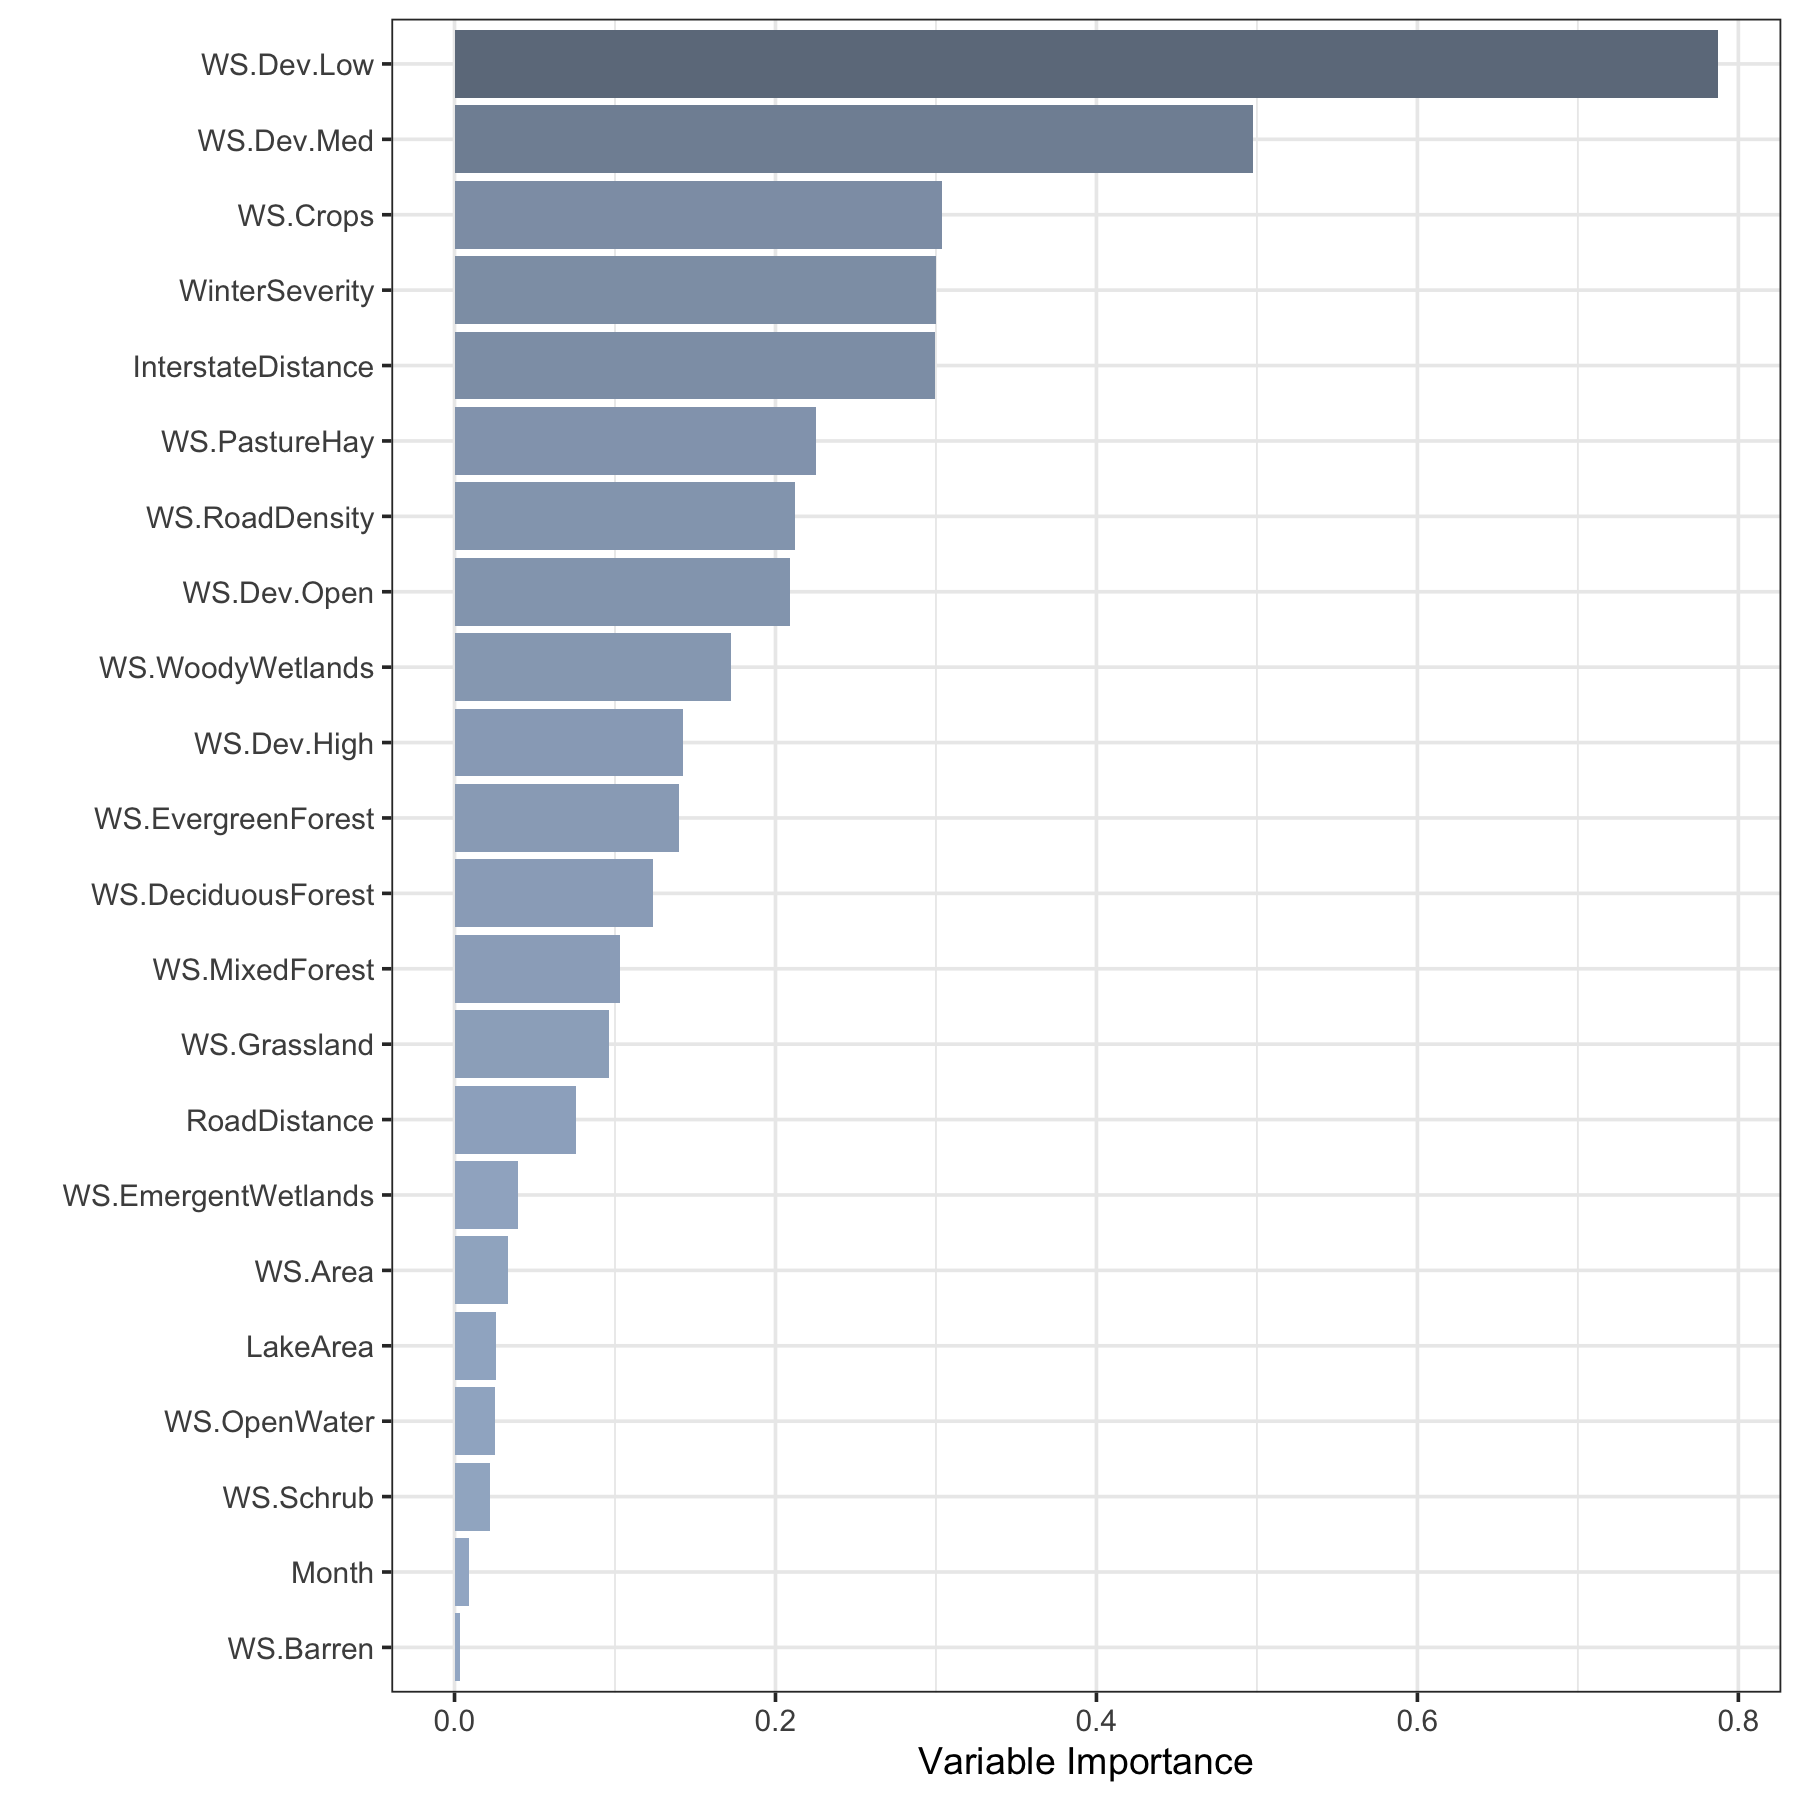 WS.Dev.Low
WS.Dev.Med
WS.Crops
WinterSeverity
InterstateDistance
WS.PastureHay
WS.RoadDensity
WS.Dev.Open
WS.WoodyWetlands
WS.Dev.High
WS.EvergreenForest
WS.DeciduousForest
WS.MixedForest
WS.Grassland
RoadDistance
WS.EmergentWetlands
WS.Area
LakeArea
WS.OpenWater
WS.Schrub
Month
WS.Barren
0.0 0.2 0.4 0.6 0.8
Variable Importance